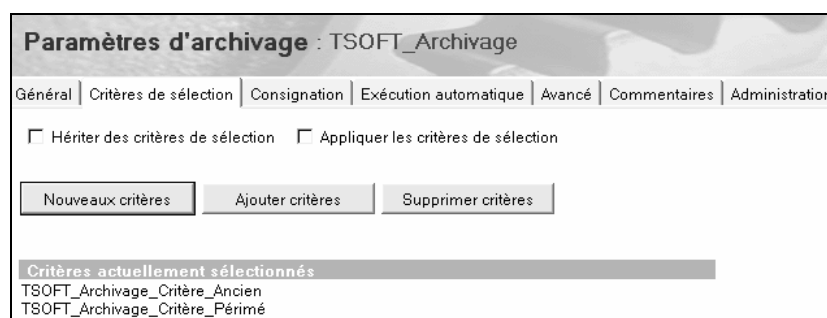 Paramètres d'archivage : TSOFT_Archivage
Général | Critères de sélection | Consignation | Exécution automatique | Avancé | Commentaires | Administration
Hériter des critères de sélection Appliquer les critères de sélection
Nouveaux critères Ajouter critères Supprimer critères
Critères actuellement sélectionnés
TSOFT_Archivage_Critère_Ancien
TSOFT_Archivage_Critère_Périmé